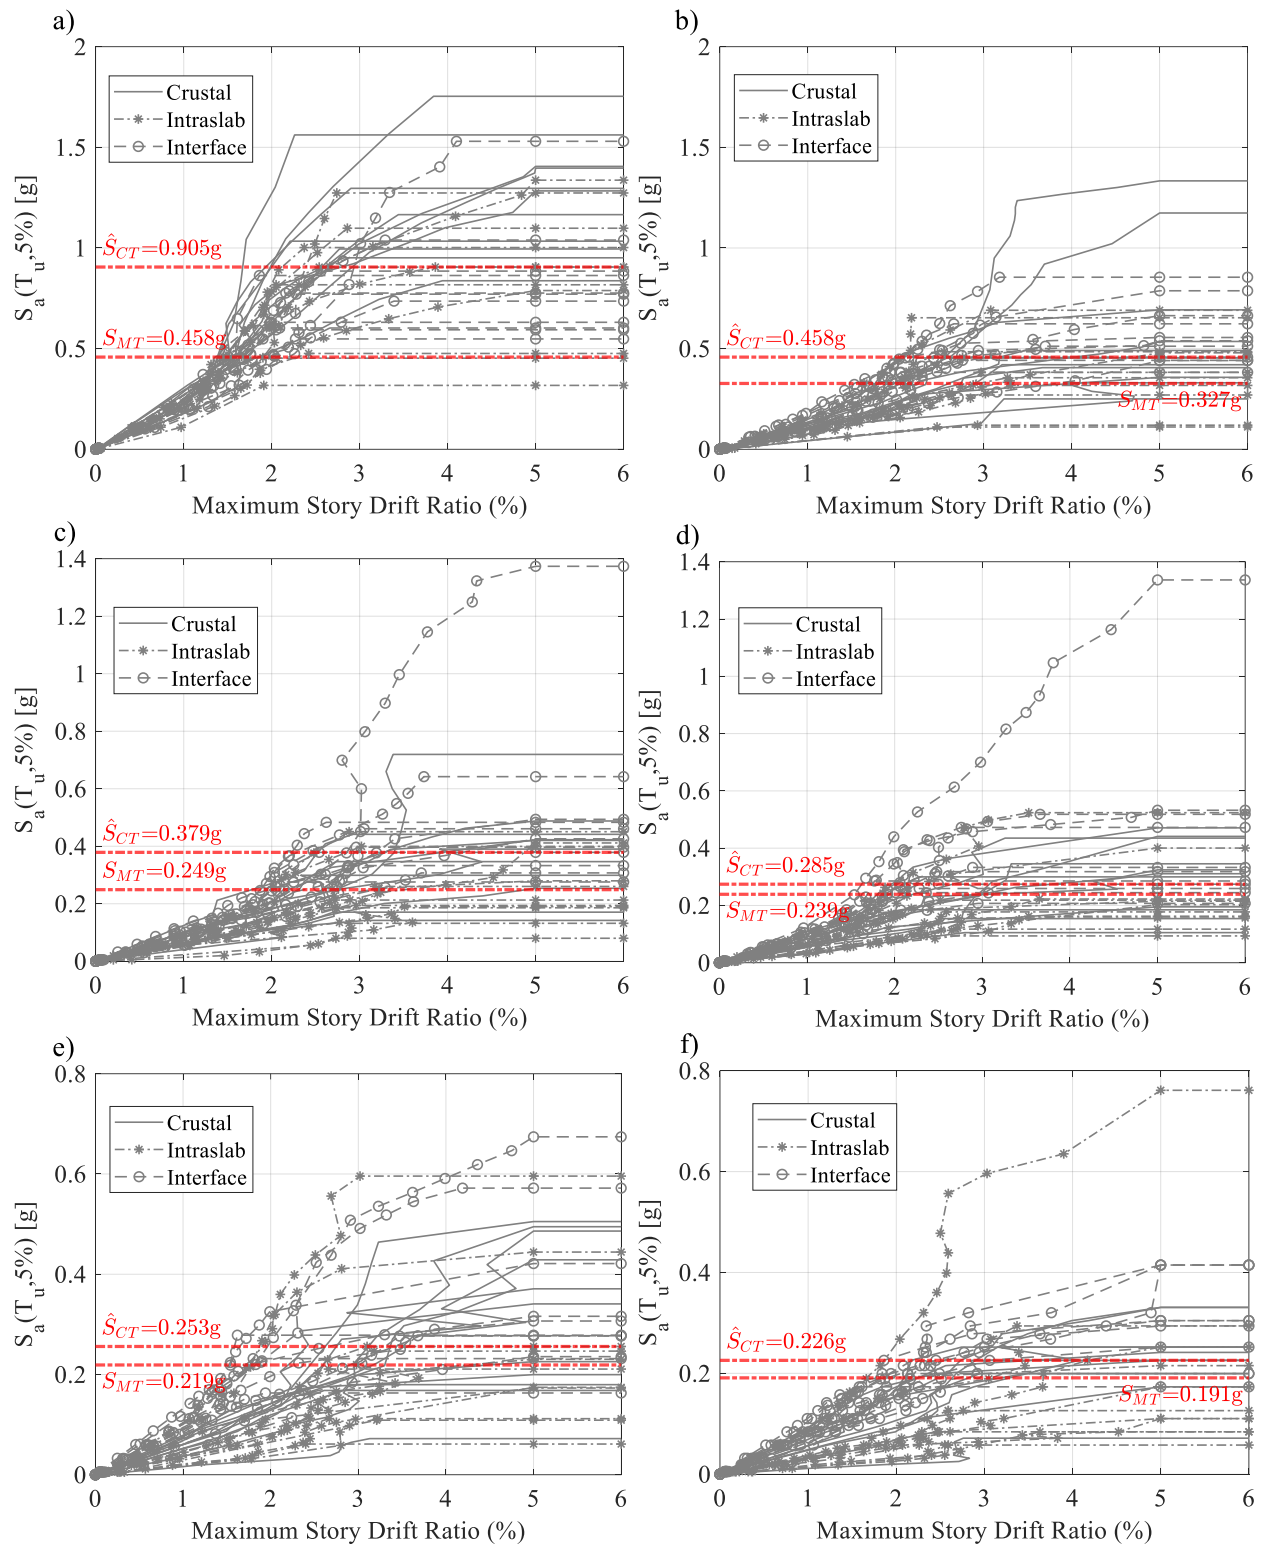 a)
2
1.5
1
0.5
0
0 1 2 3 4 5 6
S_a(T_u,5%) [g]
Maximum Story Drift Ratio (%)
Crustal
Intraslab
Interface
Ŝ_CT=0.905g
S_MT=0.458g
b)
2
1.5
1
0.5
0
0 1 2 3 4 5 6
S_a(T_u,5%) [g]
Maximum Story Drift Ratio (%)
Crustal
Intraslab
Interface
Ŝ_CT=0.458g
S_MT=0.327g
c)
1.4
1.2
1
0.8
0.6
0.4
0.2
0
0 1 2 3 4 5 6
S_a(T_u,5%) [g]
Maximum Story Drift Ratio (%)
Crustal
Intraslab
Interface
Ŝ_CT=0.379g
S_MT=0.249g
d)
1.4
1.2
1
0.8
0.6
0.4
0.2
0
0 1 2 3 4 5 6
S_a(T_u,5%) [g]
Maximum Story Drift Ratio (%)
Crustal
Intraslab
Interface
Ŝ_CT=0.285g
S_MT=0.239g
e)
0.8
0.6
0.4
0.2
0
0 1 2 3 4 5 6
S_a(T_u,5%) [g]
Maximum Story Drift Ratio (%)
Crustal
Intraslab
Interface
Ŝ_CT=0.253g
S_MT=0.219g
f)
0.8
0.6
0.4
0.2
0
0 1 2 3 4 5 6
S_a(T_u,5%) [g]
Maximum Story Drift Ratio (%)
Crustal
Intraslab
Interface
Ŝ_CT=0.226g
S_MT=0.191g